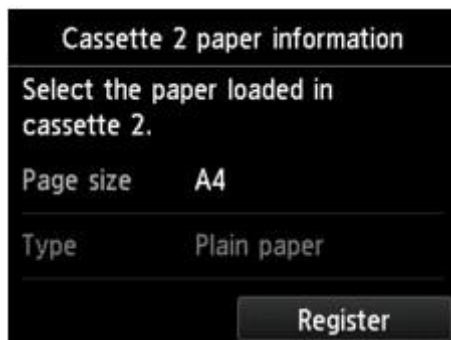 Cassette 2 paper information
Select the paper loaded in
cassette 2.
Page size A4
Type Plain paper
Register